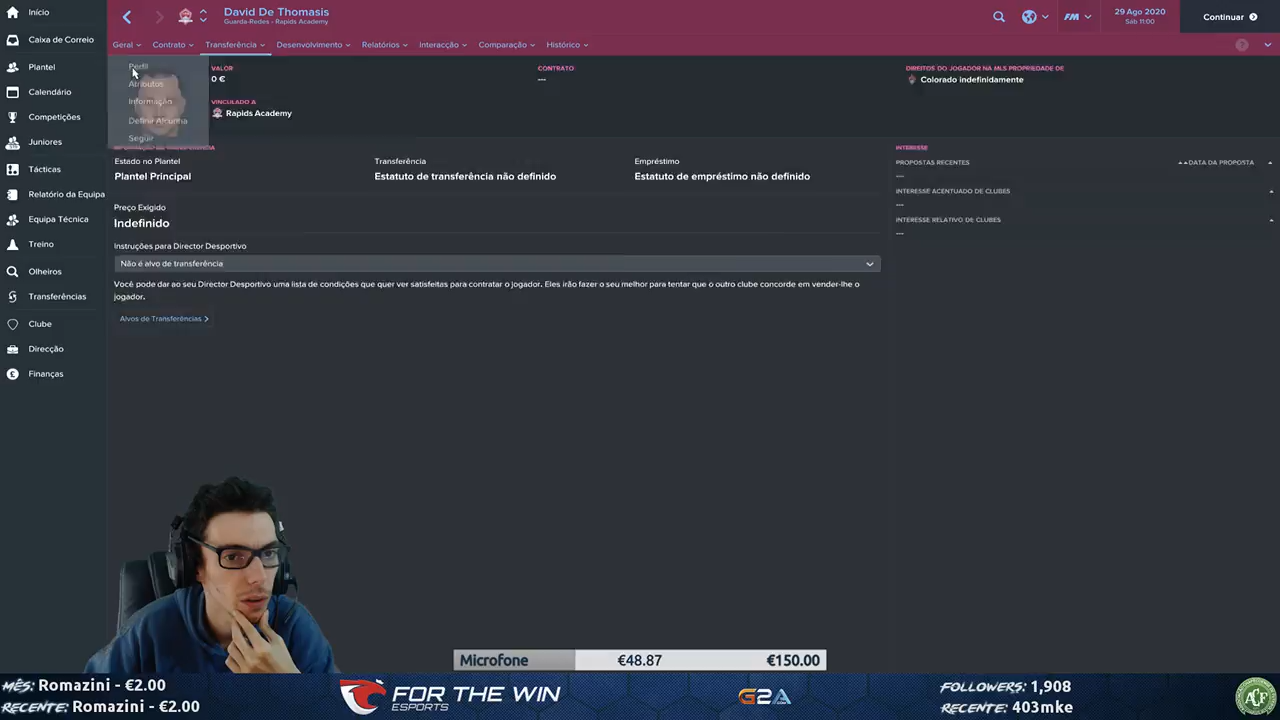 Início
David De Thomasis
Guarda-Redes - Rapids Academy
FM
29 Ago 2020
Sáb 11:00
Continuar
Caixa de Correio
Plantel
Calendário
Competições
Juniores
Tácticas
Relatório da Equipa
Equipa Técnica
Treino
Olheiros
Transferências
Clube
Direcção
Finanças
Geral
Contrato
Transferência
Desenvolvimento
Relatórios
Interacção
Comparação
Histórico
Perfil
Atributos
Informação
Definir Alcunha
Seguir
VALOR
0 €
VINCULADO A
Rapids Academy
CONTRATO:
---
DIREITOS DO JOGADOR NA MLS PROPRIEDADE DE
Colorado indefinidamente
Estado no Plantel
Plantel Principal
Transferência
Estatuto de transferência não definido
Empréstimo
Estatuto de empréstimo não definido
Preço Exigido
Indefinido
Instruções para Director Desportivo
Não é alvo de transferência
Você pode dar ao seu Director Desportivo uma lista de condições que quer ver satisfeitas para contratar o jogador. Eles irão fazer o seu melhor para tentar que o outro clube concorde em vender-lhe o
jogador.
Alvos de Transferências
INTERESSE
PROPOSTAS RECENTES
DATA DA PROPOSTA
---
INTERESSE ACENTUADO DE CLUBES
---
INTERESSE RELATIVO DE CLUBES
---
Microfone €48.87 €150.00
MÊS: Romazini - €2.00
RECENTE: Romazini - €2.00
FOR THE WIN
ESPORTS
G2A
.COM
FOLLOWERS: 1,908
RECENTE: 403mke
ACF